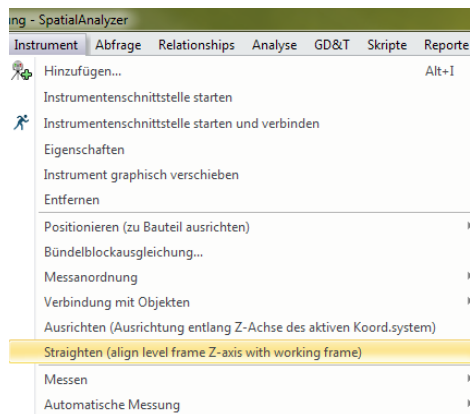 ng - SpatialAnalyzer
Instrument Abfrage Relationships Analyse GD&T Skripte Reporte
Hinzufügen... Alt+I
Instrumentenschnittstelle starten
Instrumentenschnittstelle starten und verbinden
Eigenschaften
Instrument graphisch verschieben
Entfernen
Positionieren (zu Bauteil ausrichten)
Bündelblockausgleichung...
Messanordnung
Verbindung mit Objekten
Ausrichten (Ausrichtung entlang Z-Achse des aktiven Koord.system)
Straighten (align level frame Z-axis with working frame)
Messen
Automatische Messung